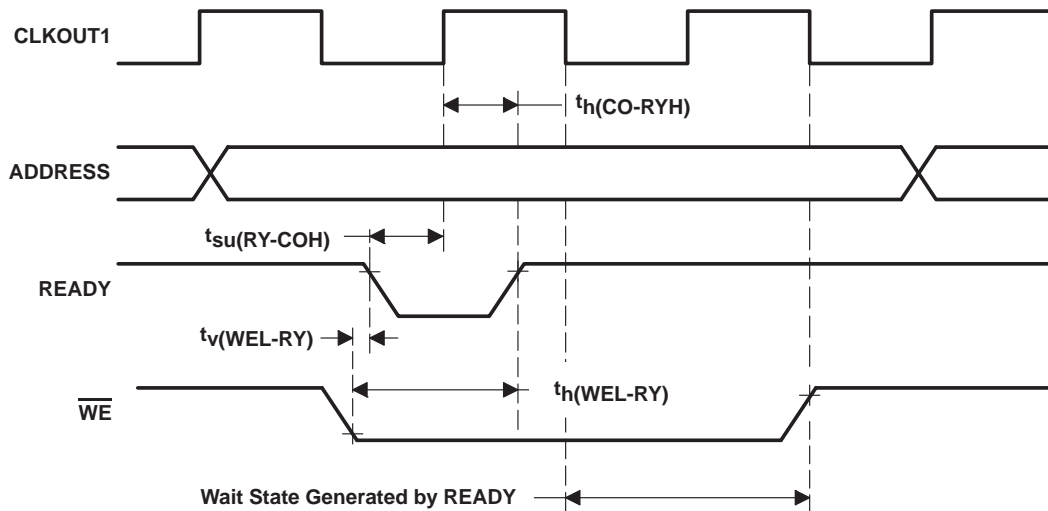 CLKOUT1
th(CO-RYH)
ADDRESS
tsu(RY-COH)
READY
tv(WEL-RY)
th(WEL-RY)
WE
Wait State Generated by READY